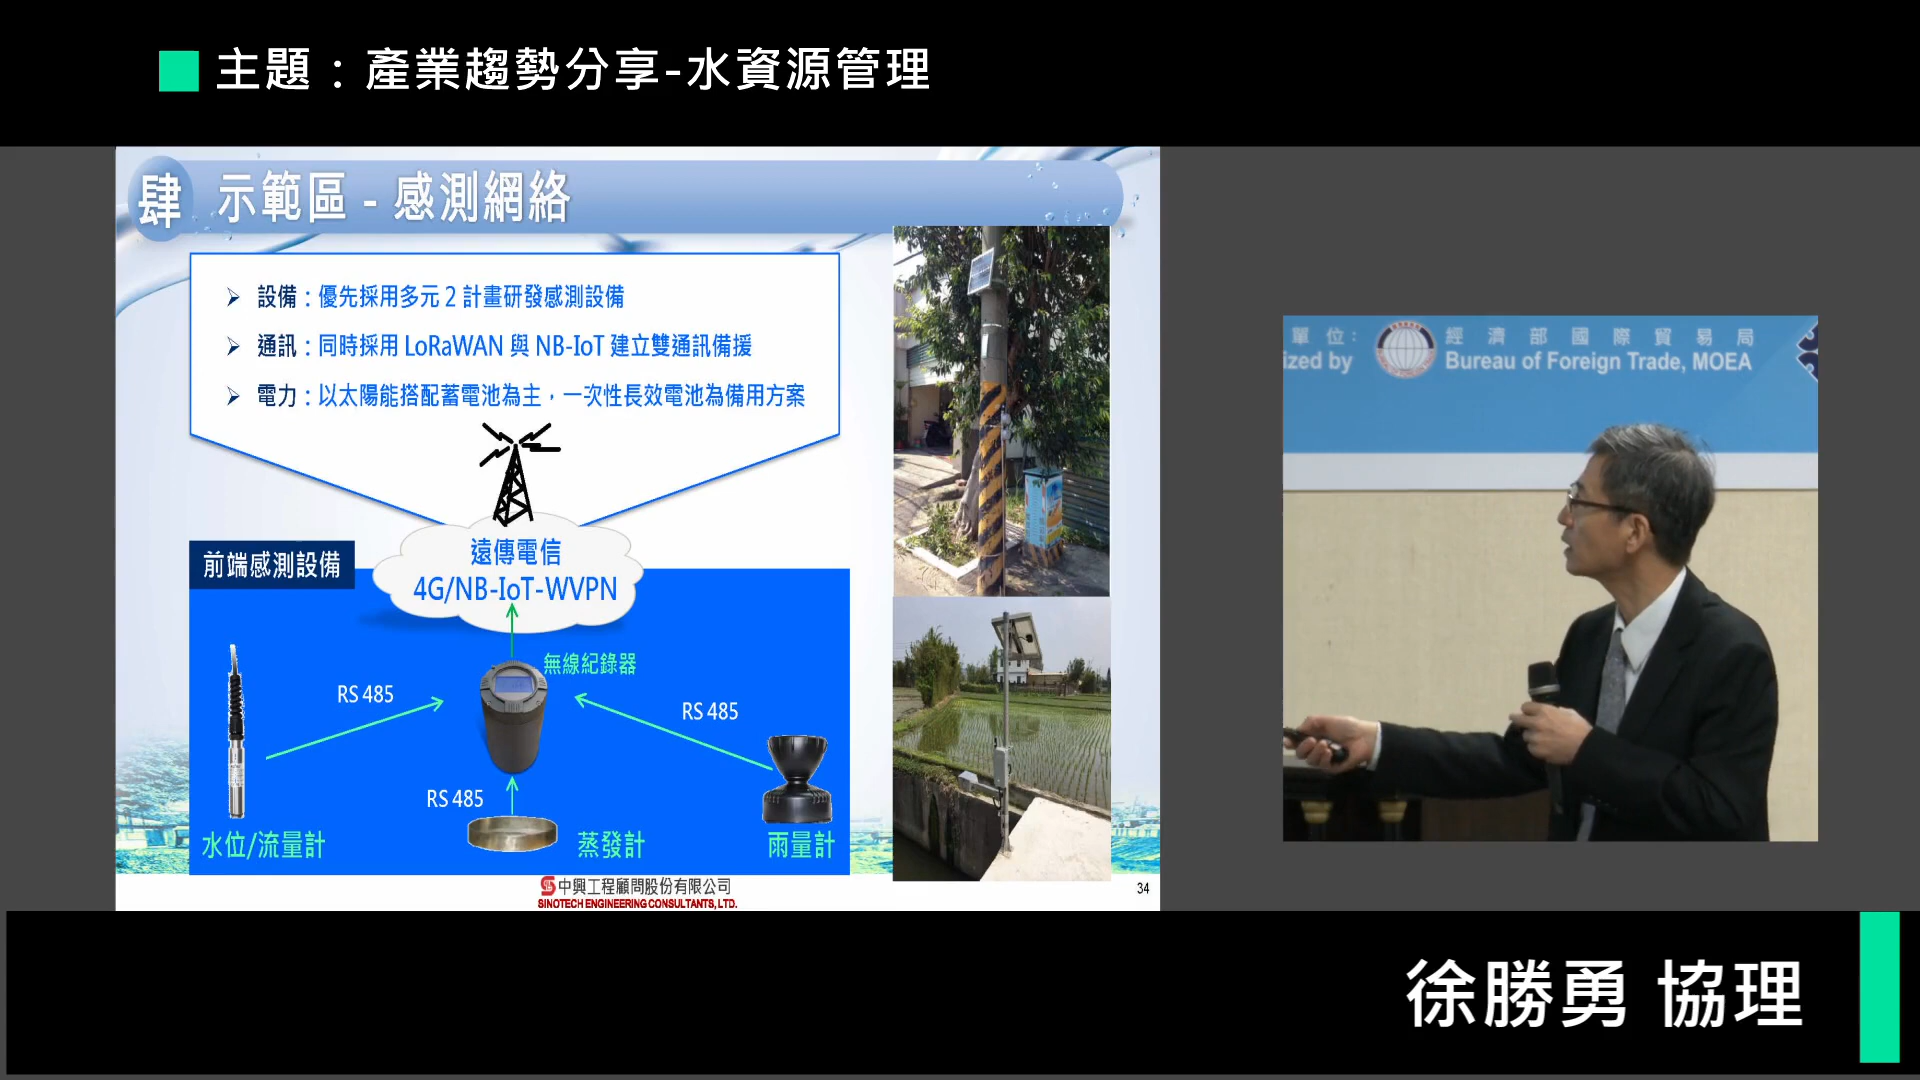 主題：產業趨勢分享-水資源管理
肆 示範區 - 感測網絡
➢ 設備：優先採用多元 2 計畫研發感測設備
➢ 通訊：同時採用 LoRaWAN 與 NB-IoT 建立雙通訊備援
➢ 電力：以太陽能搭配蓄電池為主，一次性長效電池為備用方案
遠傳電信
4G/NB-IoT-WVPN
前端感測設備
無線紀錄器
RS 485
RS 485
RS 485
水位/流量計
蒸發計
雨量計
中興工程顧問股份有限公司
SINOTECH ENGINEERING CONSULTANTS, LTD.
34
單位：
經濟部國際貿易局
ized by
Bureau of Foreign Trade, MOEA
徐勝勇 協理